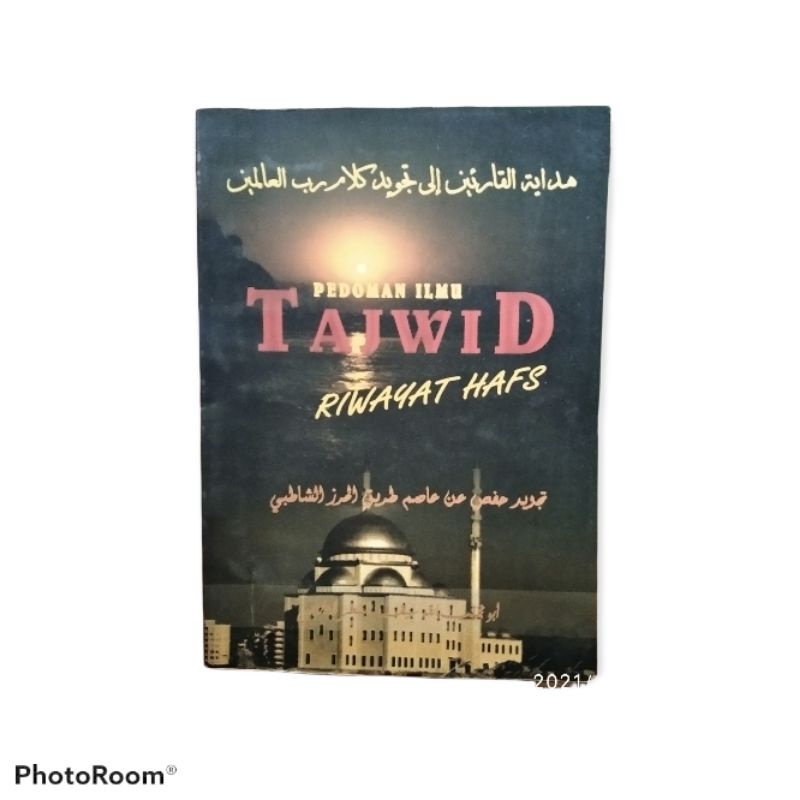 هداية القارئين إلى تجويد كلام رب العالمين
PEDOMAN ILMU
TAJWID
RIWAYAT HAFS
تجويد حفص عن عاصم طريق الحرز الشاطبي
2021/
PhotoRoom®